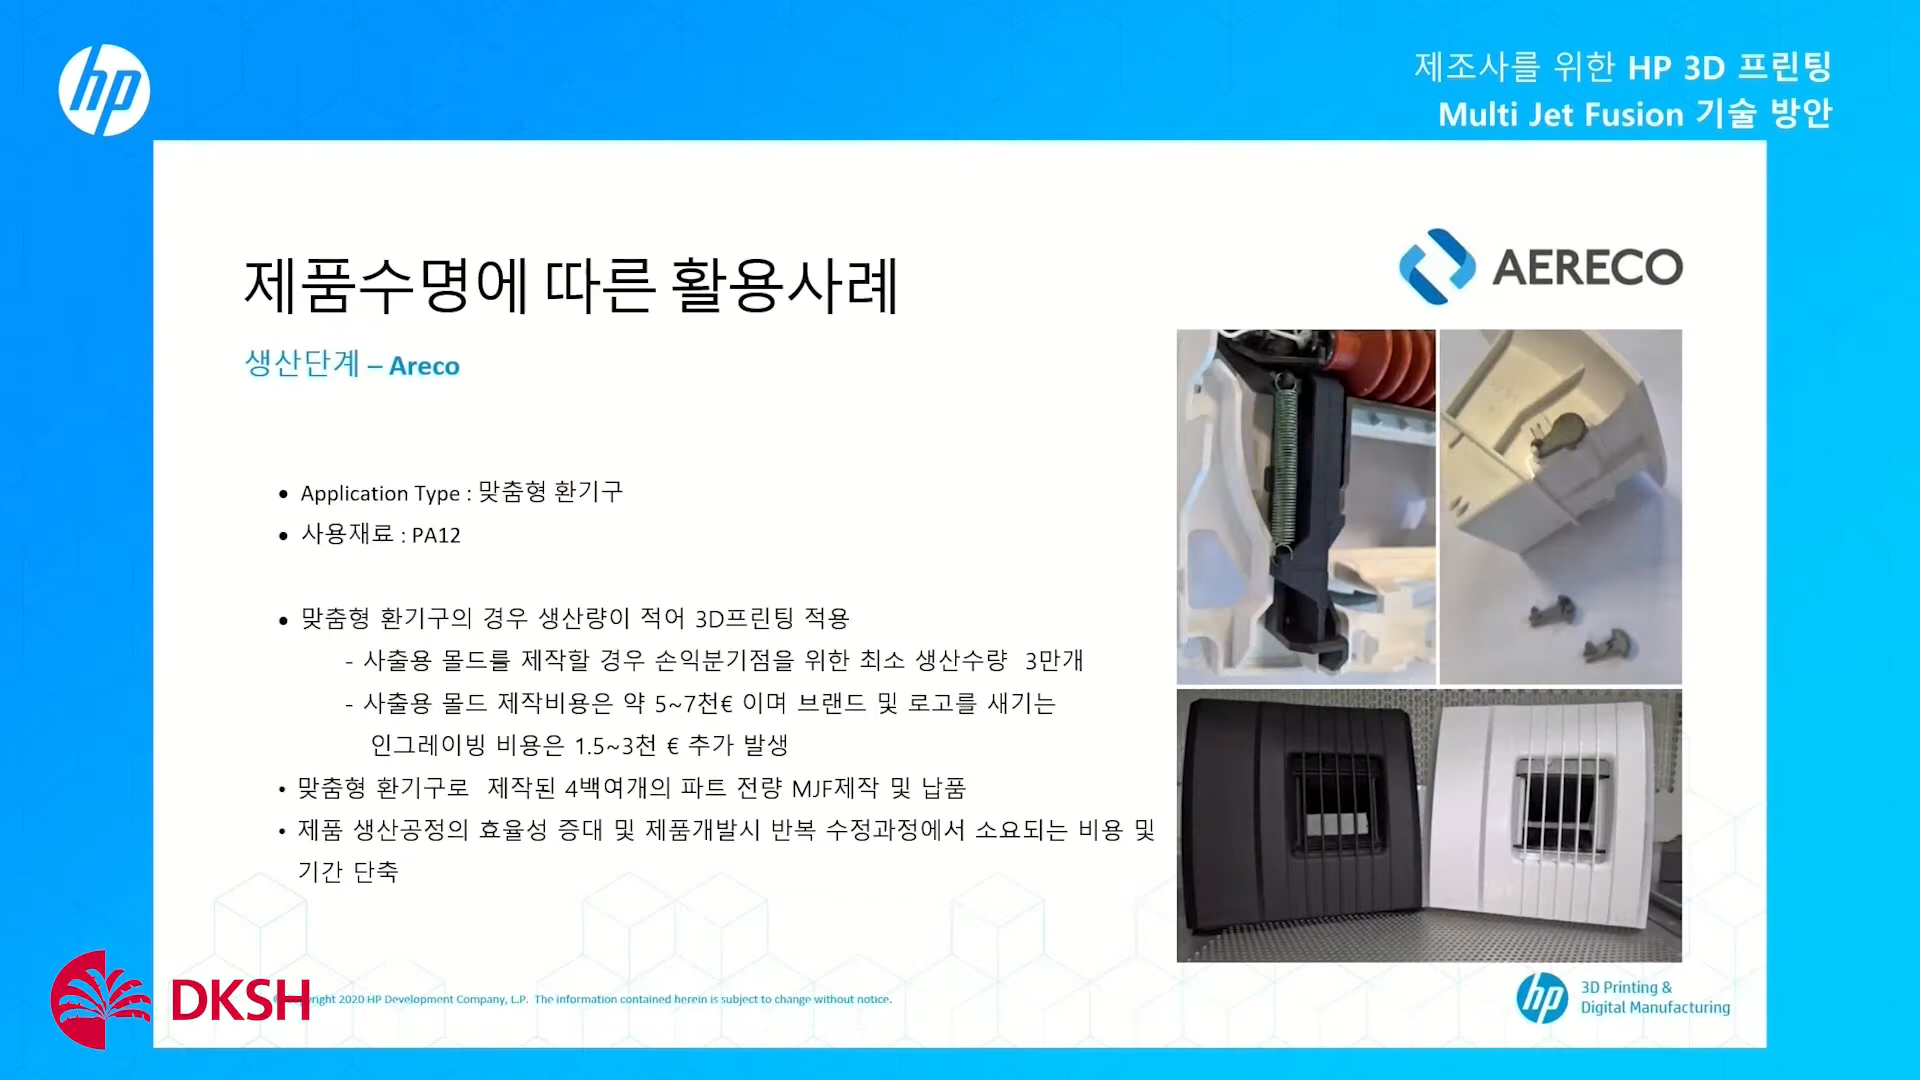 hp
제조사를 위한 HP 3D 프린팅
Multi Jet Fusion 기술 방안
AERECO
제품수명에 따른 활용사례
생산단계 – Areco
• Application Type : 맞춤형 환기구
• 사용재료 : PA12
• 맞춤형 환기구의 경우 생산량이 적어 3D프린팅 적용
- 사출용 몰드를 제작할 경우 손익분기점을 위한 최소 생산수량 3만개
- 사출용 몰드 제작비용은 약 5~7천€ 이며 브랜드 및 로고를 새기는
인그레이빙 비용은 1.5~3천 € 추가 발생
• 맞춤형 환기구로 제작된 4백여개의 파트 전량 MJF제작 및 납품
• 제품 생산공정의 효율성 증대 및 제품개발시 반복 수정과정에서 소요되는 비용 및
기간 단축
DKSH
2020 HP Development Company, L.P. The information contained herein is subject to change without notice.
hp
3D Printing &
Digital Manufacturing